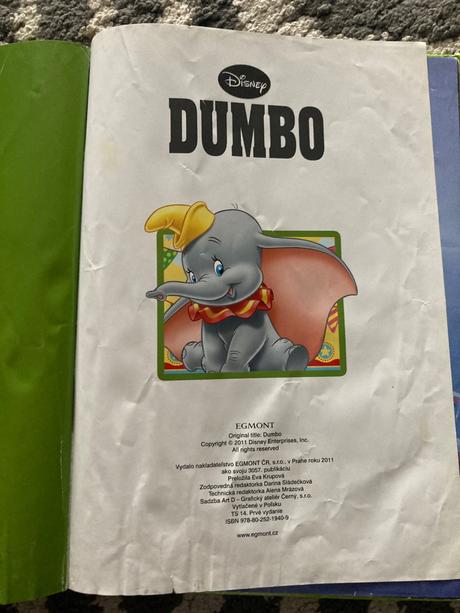 Disney
DUMBO
EGMONT
Original title: Dumbo
Copyright © 2011 Disney Enterprises, Inc.
All rights reserved
Vydalo nakladateľstvo EGMONT ČR, s.r.o., v Prahe roku 2011
ako svoju 3057. publikáciu
Preložila Eva Krupová
Zodpovedná redaktorka Darina Sládečková
Technická redaktorka Alena Mrázová
Sadzba Art D – Grafický ateliér Černý, s.r.o.
Vytlačené v Poľsku
TS 14. Prvé vydanie
ISBN 978-80-252-1940-9
www.egmont.cz